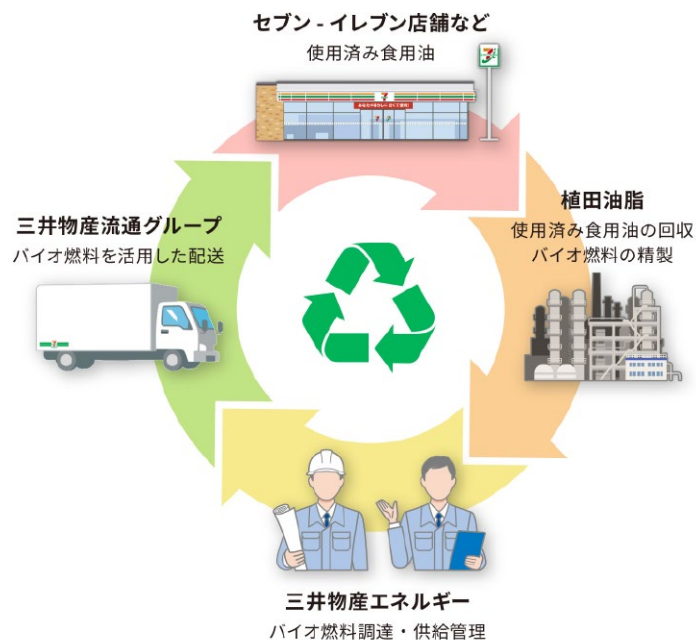 セブン - イレブン店舗など
使用済み食用油
植田油脂
使用済み食用油の回収
バイオ燃料の精製
三井物産エネルギー
バイオ燃料調達・供給管理
三井物産流通グループ
バイオ燃料を活用した配送